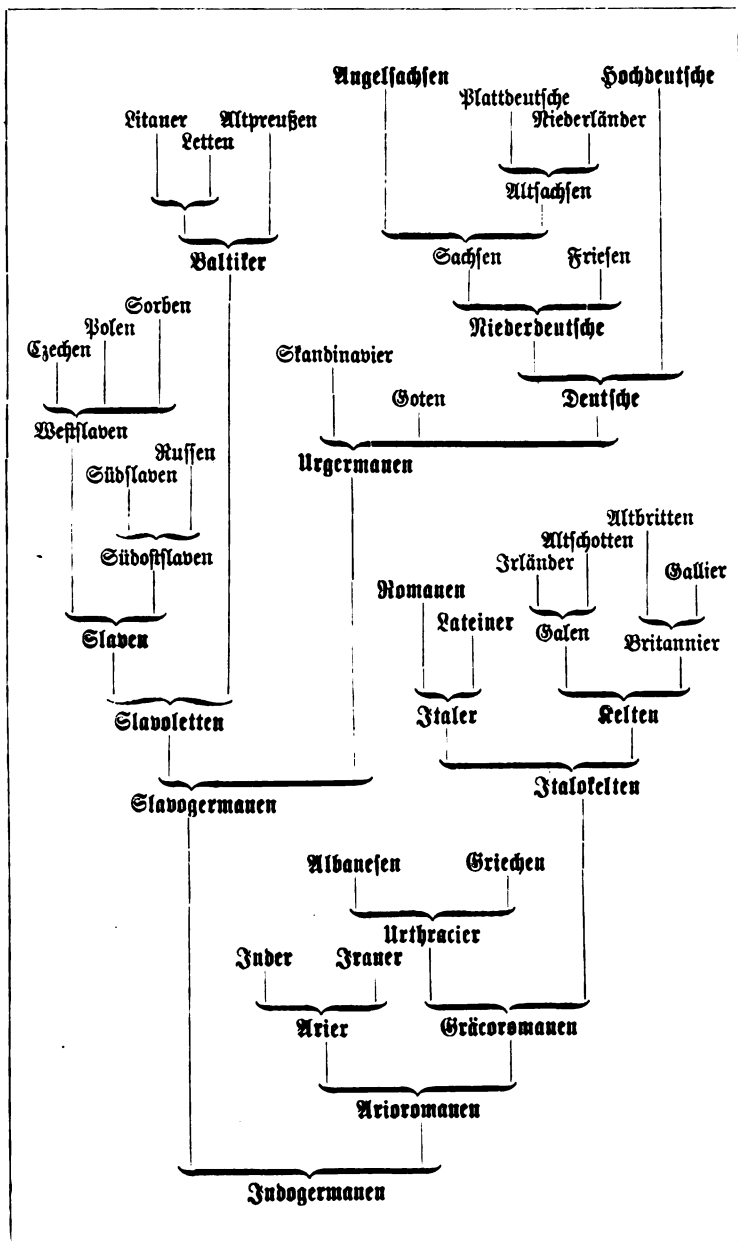 Angelsachsen
Hochdeutsche
Plattdeutsche
Litauer
Altpreußen
Niederländer
Letten
Altsachsen
Baltiker
Sachsen
Friesen
Sorben
Polen
Niederdeutsche
Czechen
Skandinavier
Goten
Deutsche
Westslaven
Russen
Urgermanen
Südslaven
Altbritten
Altschotten
Südostslaven
Irländer
Gallier
Romanen
Lateiner
Galen
Slaven
Britannier
Slavoletten
Italer
Kelten
Slavogermanen
Italokelten
Albanesen
Griechen
Urthracier
Inder
Iraner
Arier
Gräcoromanen
Arioromanen
Indogermanen